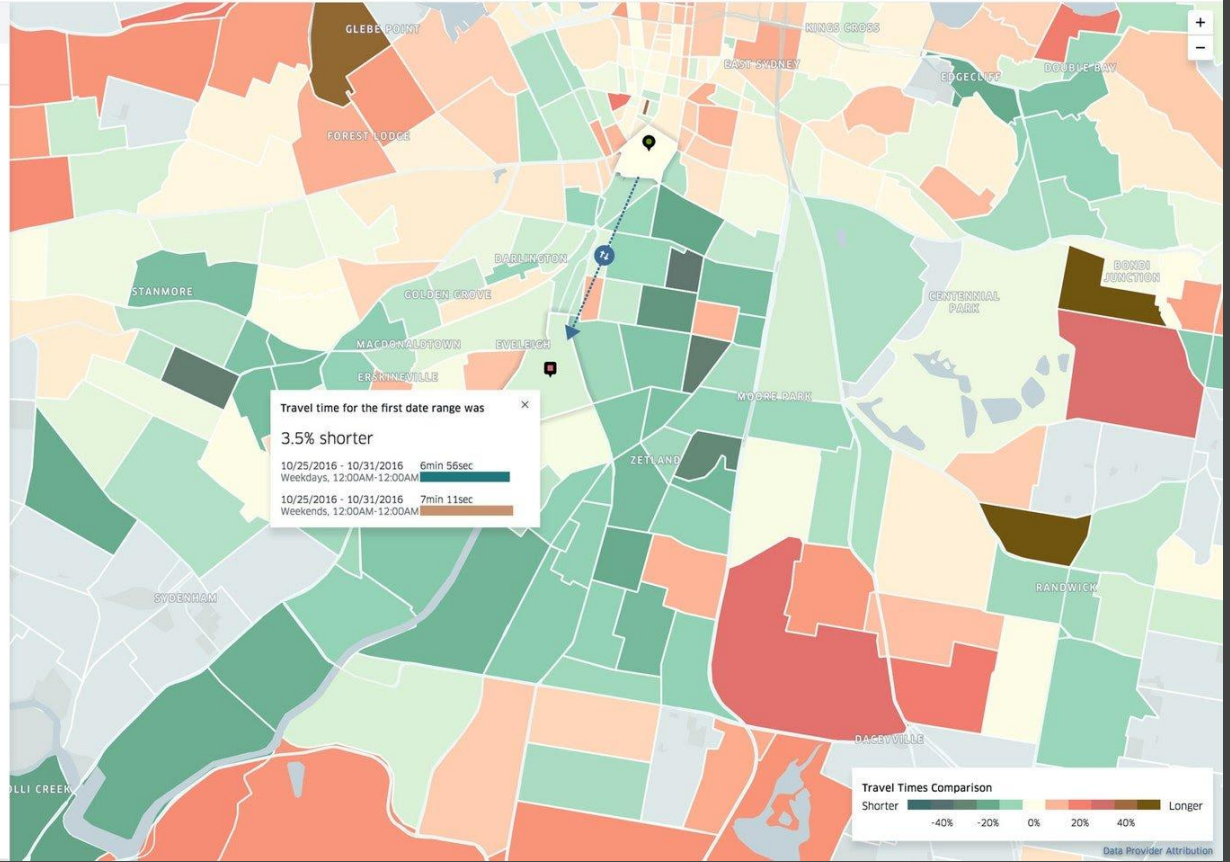 GLEBE POINT
KINGS CROSS
+
−
EAST SYDNEY
EDGECLIFF
DOUBLE BAY
FOREST LODGE
DARLINGTON
BONDI
JUNCTION
STANMORE
GOLDEN GROVE
CENTENNIAL
PARK
MACDONALDTOWN
EVELEIGH
ERSKINEVILLE
MOORE PARK
Travel time for the first date range was
×
3.5% shorter
10/25/2016 - 10/31/2016 6min 56sec
Weekdays, 12:00AM-12:00AM
10/25/2016 - 10/31/2016 7min 11sec
Weekends, 12:00AM-12:00AM
ZETLAND
RANDWICK
SYDENHAM
DACEYVILLE
OLLI CREEK
Travel Times Comparison
Shorter Longer
-40% -20% 0% 20% 40%
Data Provider Attribution